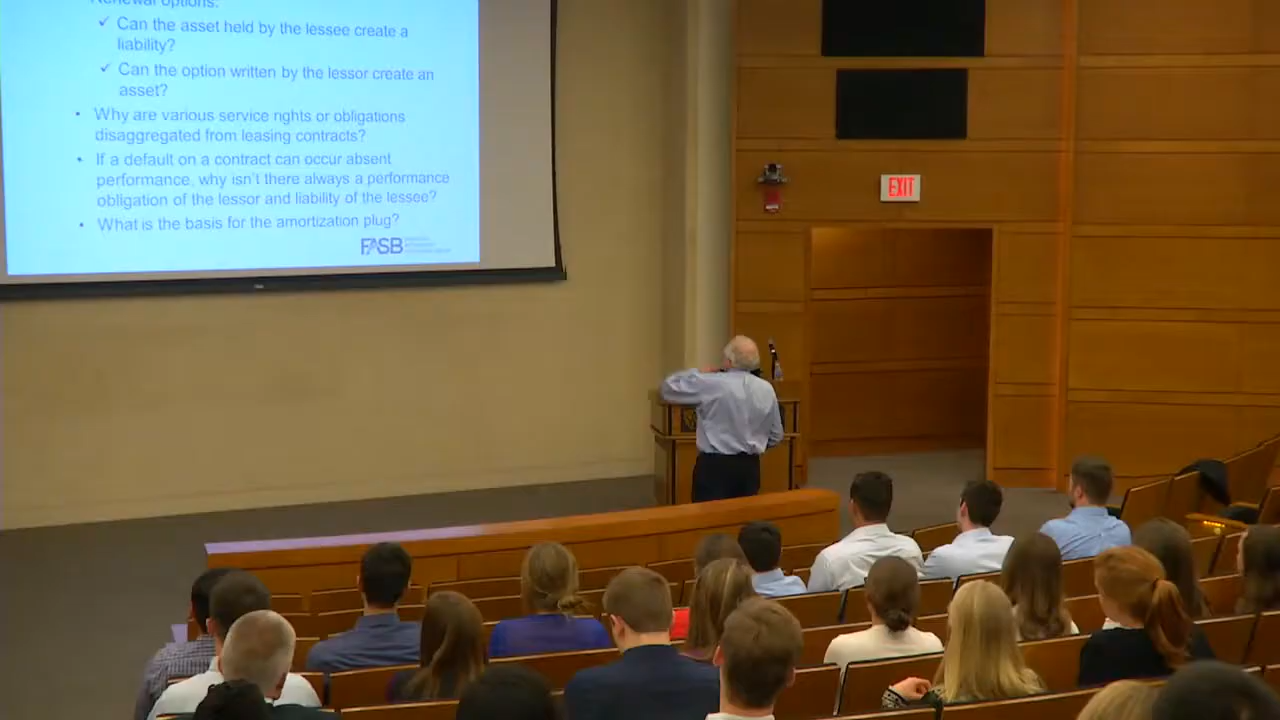 Renewal options:
✓ Can the asset held by the lessee create a
liability?
✓ Can the option written by the lessor create an
asset?
• Why are various service rights or obligations
disaggregated from leasing contracts?
• If a default on a contract can occur absent
performance, why isn't there always a performance
obligation of the lessor and liability of the lessee?
• What is the basis for the amortization plug?
FASB
EXIT